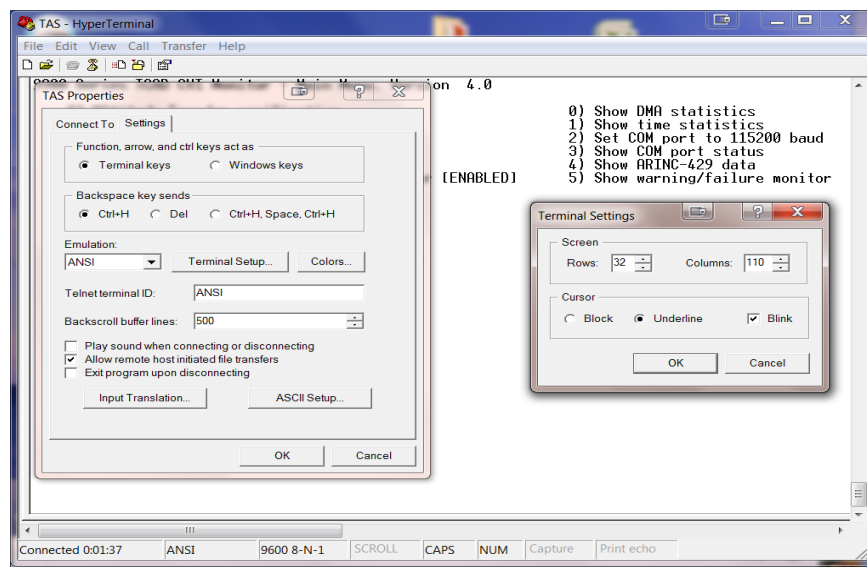 TAS - HyperTerminal
File Edit View Call Transfer Help
on 4.0
0) Show DMA statistics
1) Show time statistics
2) Set COM port to 115200 baud
3) Show COM port status
4) Show ARINC-429 data
[ENABLED] 5) Show warning/failure monitor
TAS Properties
Connect To Settings
Function, arrow, and ctrl keys act as
Terminal keys Windows keys
Backspace key sends
Ctrl+H Del Ctrl+H, Space, Ctrl+H
Emulation:
ANSI Terminal Setup... Colors...
Telnet terminal ID: ANSI
Backscroll buffer lines: 500
Play sound when connecting or disconnecting
Allow remote host initiated file transfers
Exit program upon disconnecting
Input Translation... ASCII Setup...
OK Cancel
Terminal Settings
Screen
Rows: 32 Columns: 110
Cursor
Block Underline Blink
OK Cancel
Connected 0:01:37 ANSI 9600 8-N-1 SCROLL CAPS NUM Capture Print echo